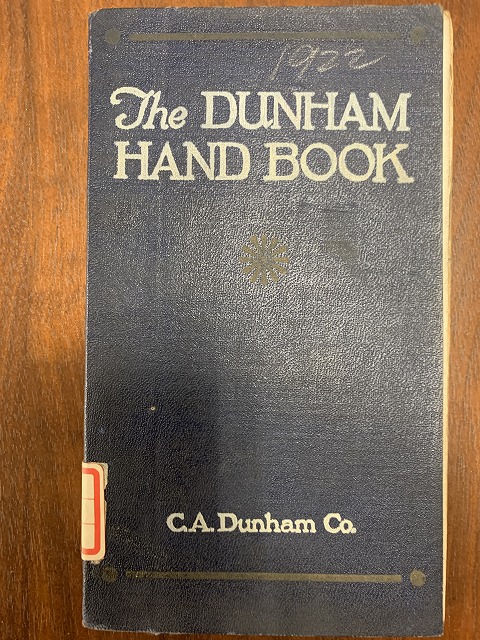 1922
The DUNHAM
HAND BOOK
C.A. Dunham Co.